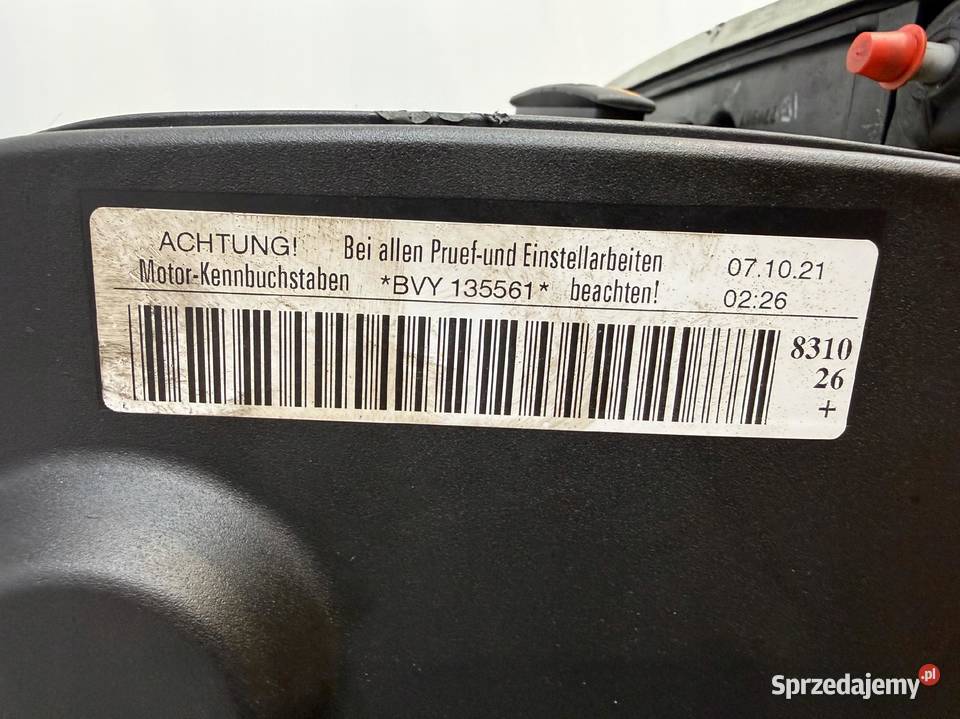 ACHTUNG! Bei allen Pruef-und Einstellarbeiten 07.10.21
Motor-Kennbuchstaben *BVY 135561* beachten! 02:26
8310
26
+
Sprzedajemy.pl